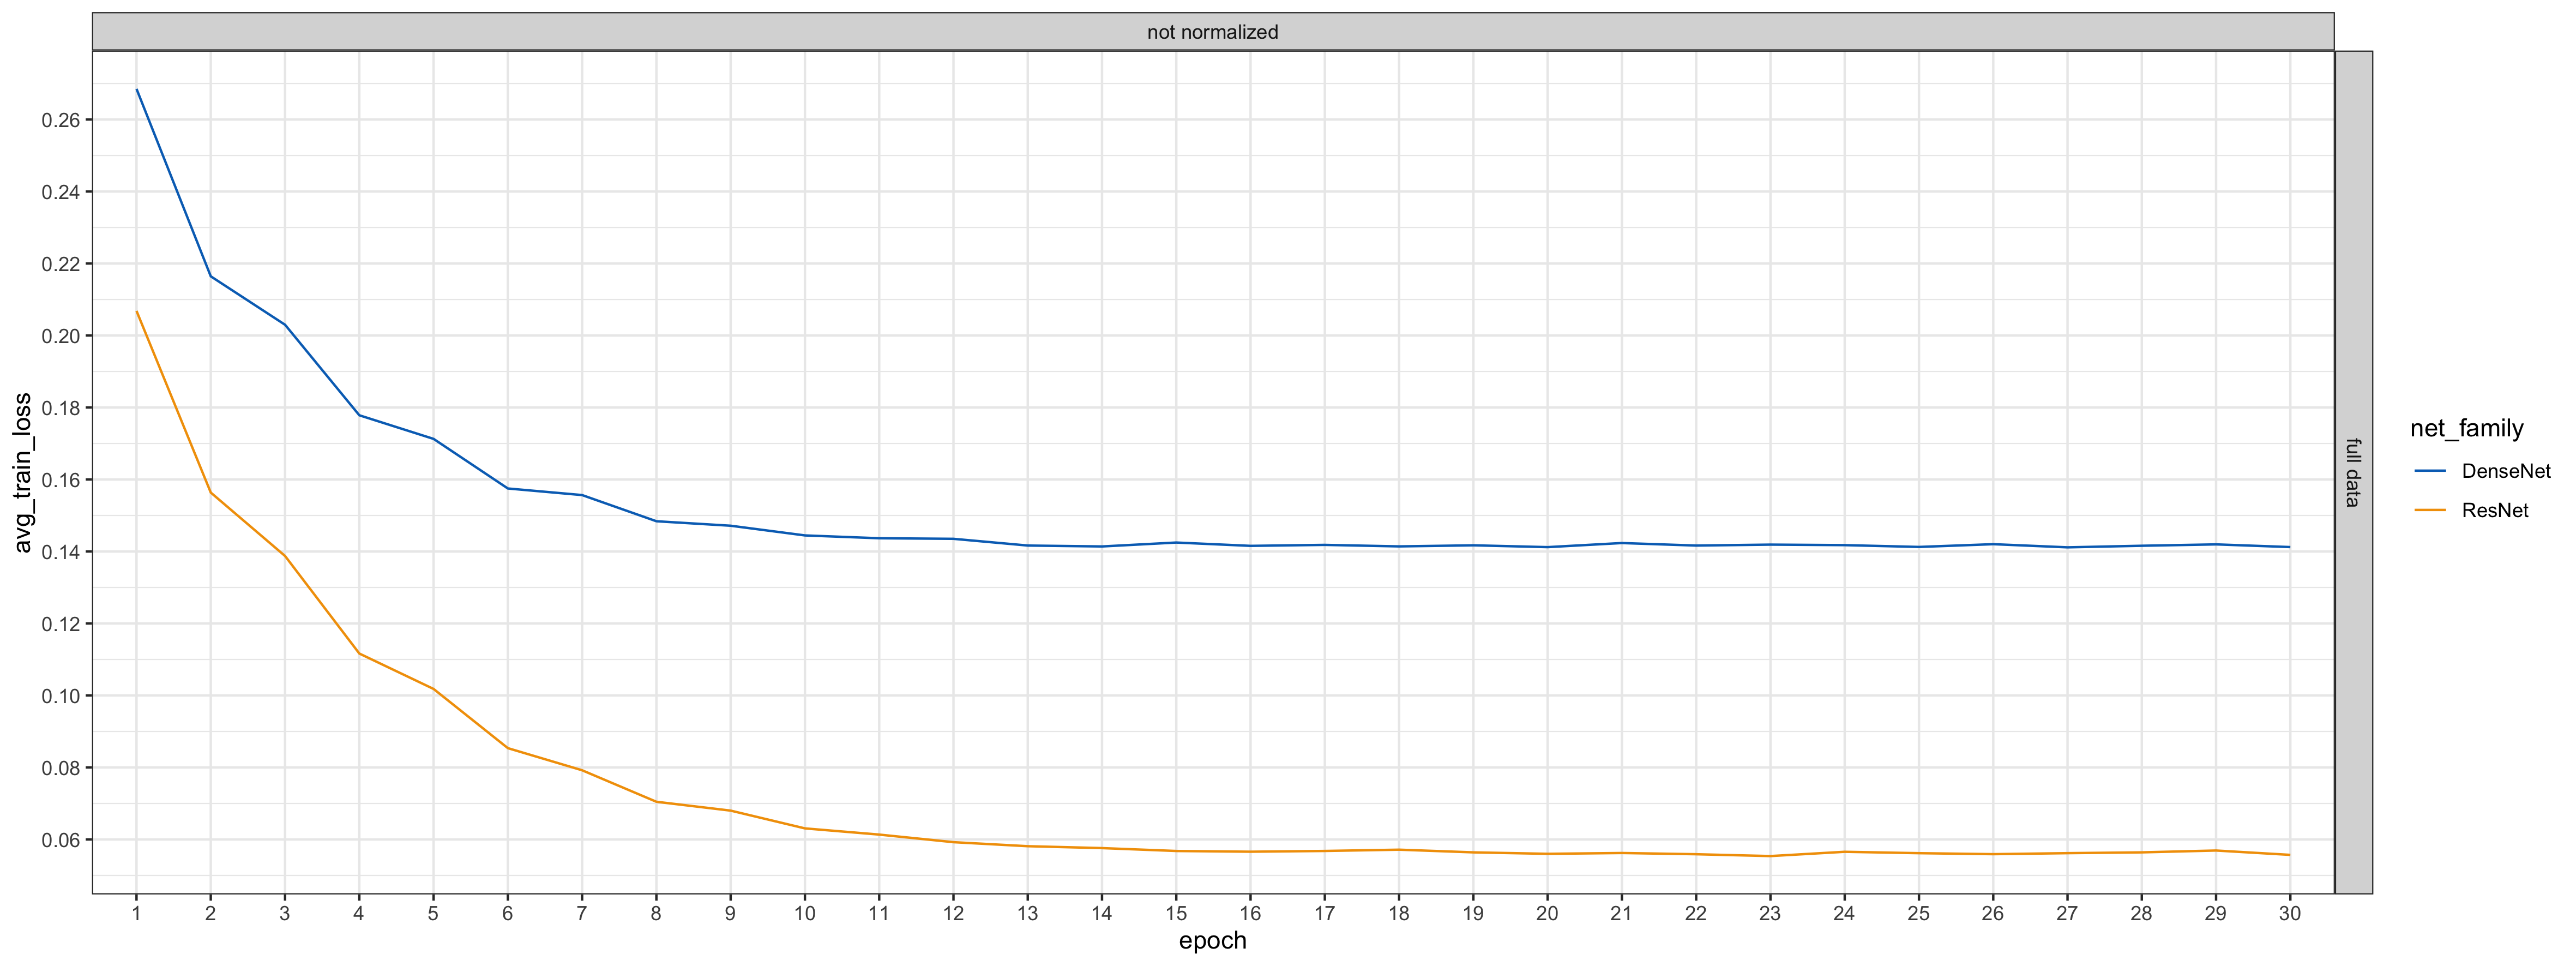 not normalized
0.26
0.24
0.22
0.20
0.18
0.16
0.14
0.12
0.10
0.08
0.06
avg_train_loss
1 2 3 4 5 6 7 8 9 10 11 12 13 14 15 16 17 18 19 20 21 22 23 24 25 26 27 28 29 30
epoch
full data
net_family
DenseNet
ResNet